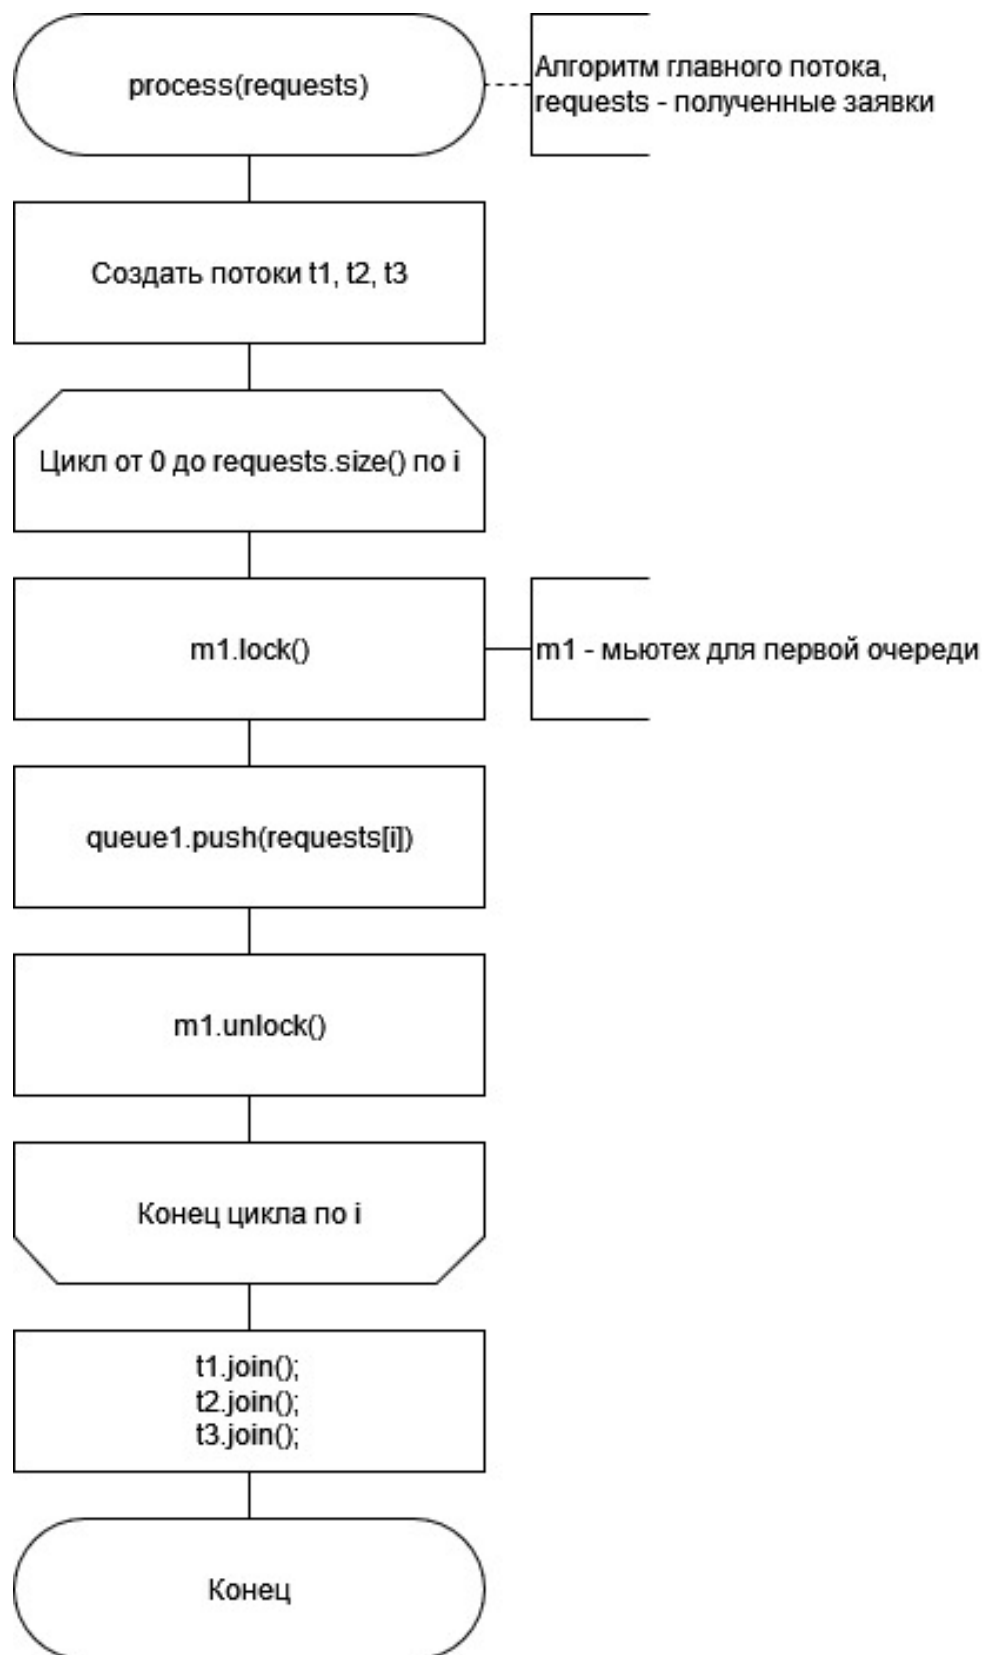 process(requests)
Алгоритм главного потока,
requests - полученные заявки
Создать потоки t1, t2, t3
Цикл от 0 до requests.size() по i
m1.lock()
m1 - мьютех для первой очереди
queue1.push(requests[i])
m1.unlock()
Конец цикла по i
t1.join();
t2.join();
t3.join();
Конец